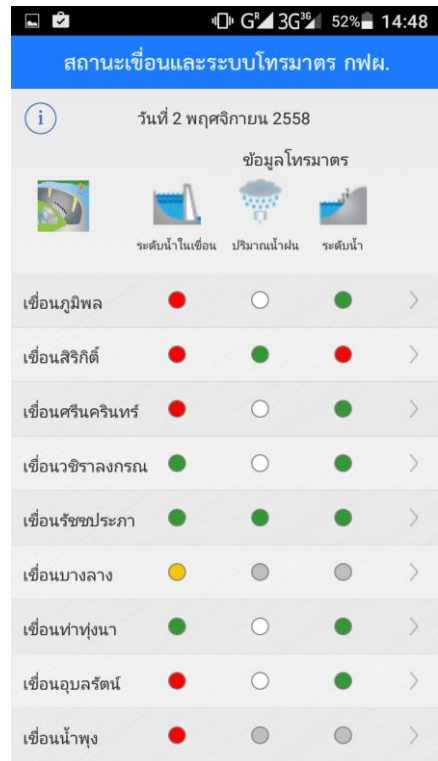 G R 3G 3G 52% 14:48
สถานะเขื่อนและระบบโทรมาตร กฟผ.
i วันที่ 2 พฤศจิกายน 2558
ข้อมูลโทรมาตร
ระดับน้ำในเขื่อน ปริมาณน้ำฝน ระดับน้ำ
เขื่อนภูมิพล
เขื่อนสิริกิติ์
เขื่อนศรีนครินทร์
เขื่อนวชิราลงกรณ
เขื่อนรัชชประภา
เขื่อนบางลาง
เขื่อนท่าทุ่งนา
เขื่อนอุบลรัตน์
เขื่อนน้ำพุง